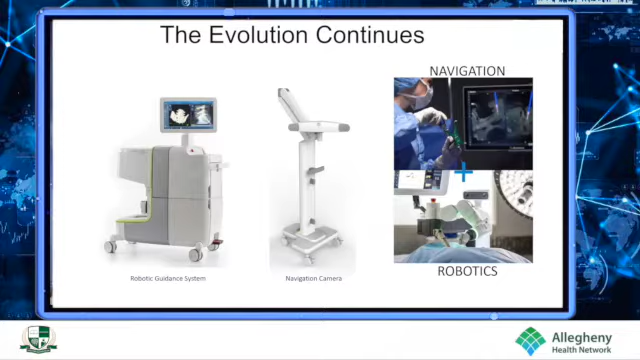 The Evolution Continues
NAVIGATION
+
ROBOTICS
Robotic Guidance System
Navigation Camera
Allegheny
Health Network